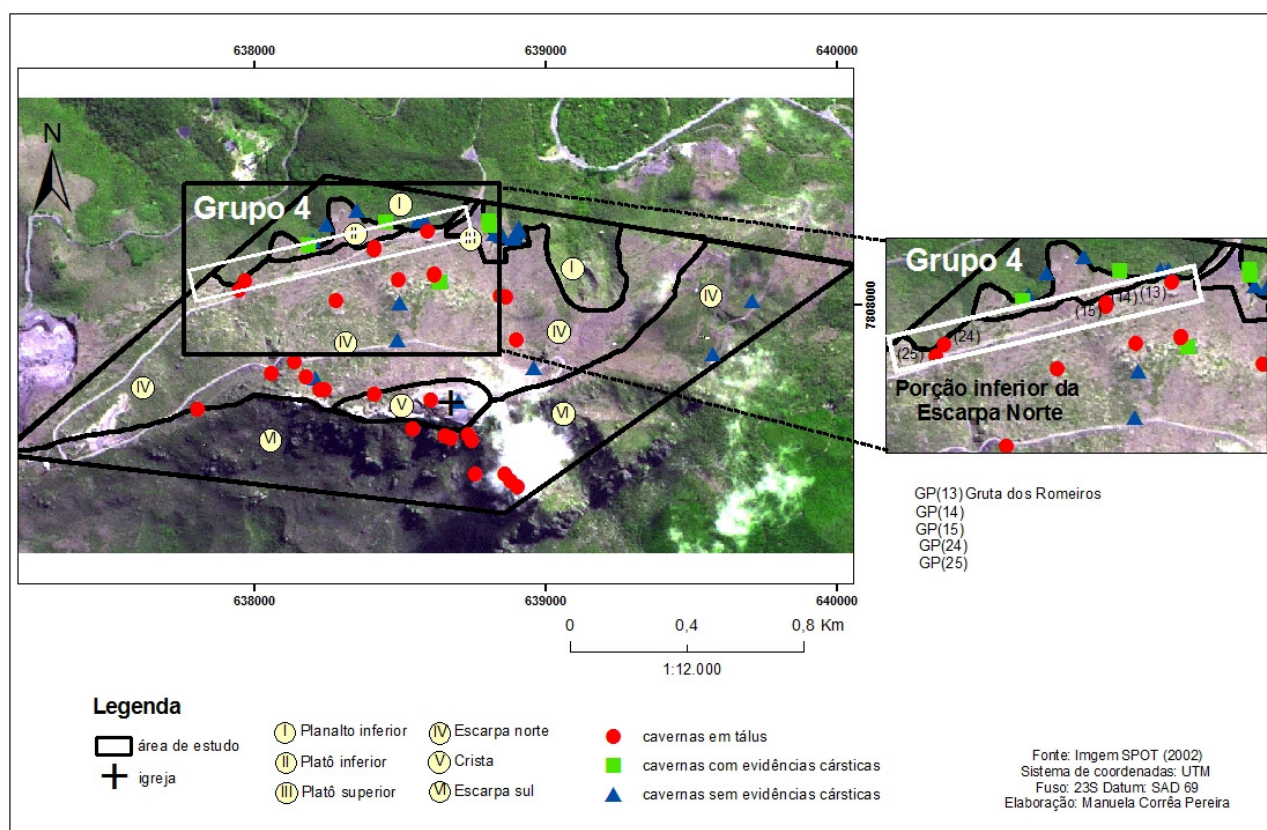 638000
639000
640000
N
Grupo 4
I
II
III
I
IV
IV
IV
IV
V
VI
VI
7808000
Grupo 4
(13)
(14)
(15)
(24)
(25)
Porção inferior da
Escarpa Norte
GP(13) Gruta dos Romeiros
GP(14)
GP(15)
GP(24)
GP(25)
638000
639000
640000
0 0,4 0,8 Km
1:12.000
Legenda
área de estudo
igreja
I Planalto inferior
II Platô inferior
III Platô superior
IV Escarpa norte
V Crista
VI Escarpa sul
cavernas em tálus
cavernas com evidências cársticas
cavernas sem evidências cársticas
Fonte: Imgem SPOT (2002)
Sistema de coordenadas: UTM
Fuso: 23S Datum: SAD 69
Elaboração: Manuela Corrêa Pereira